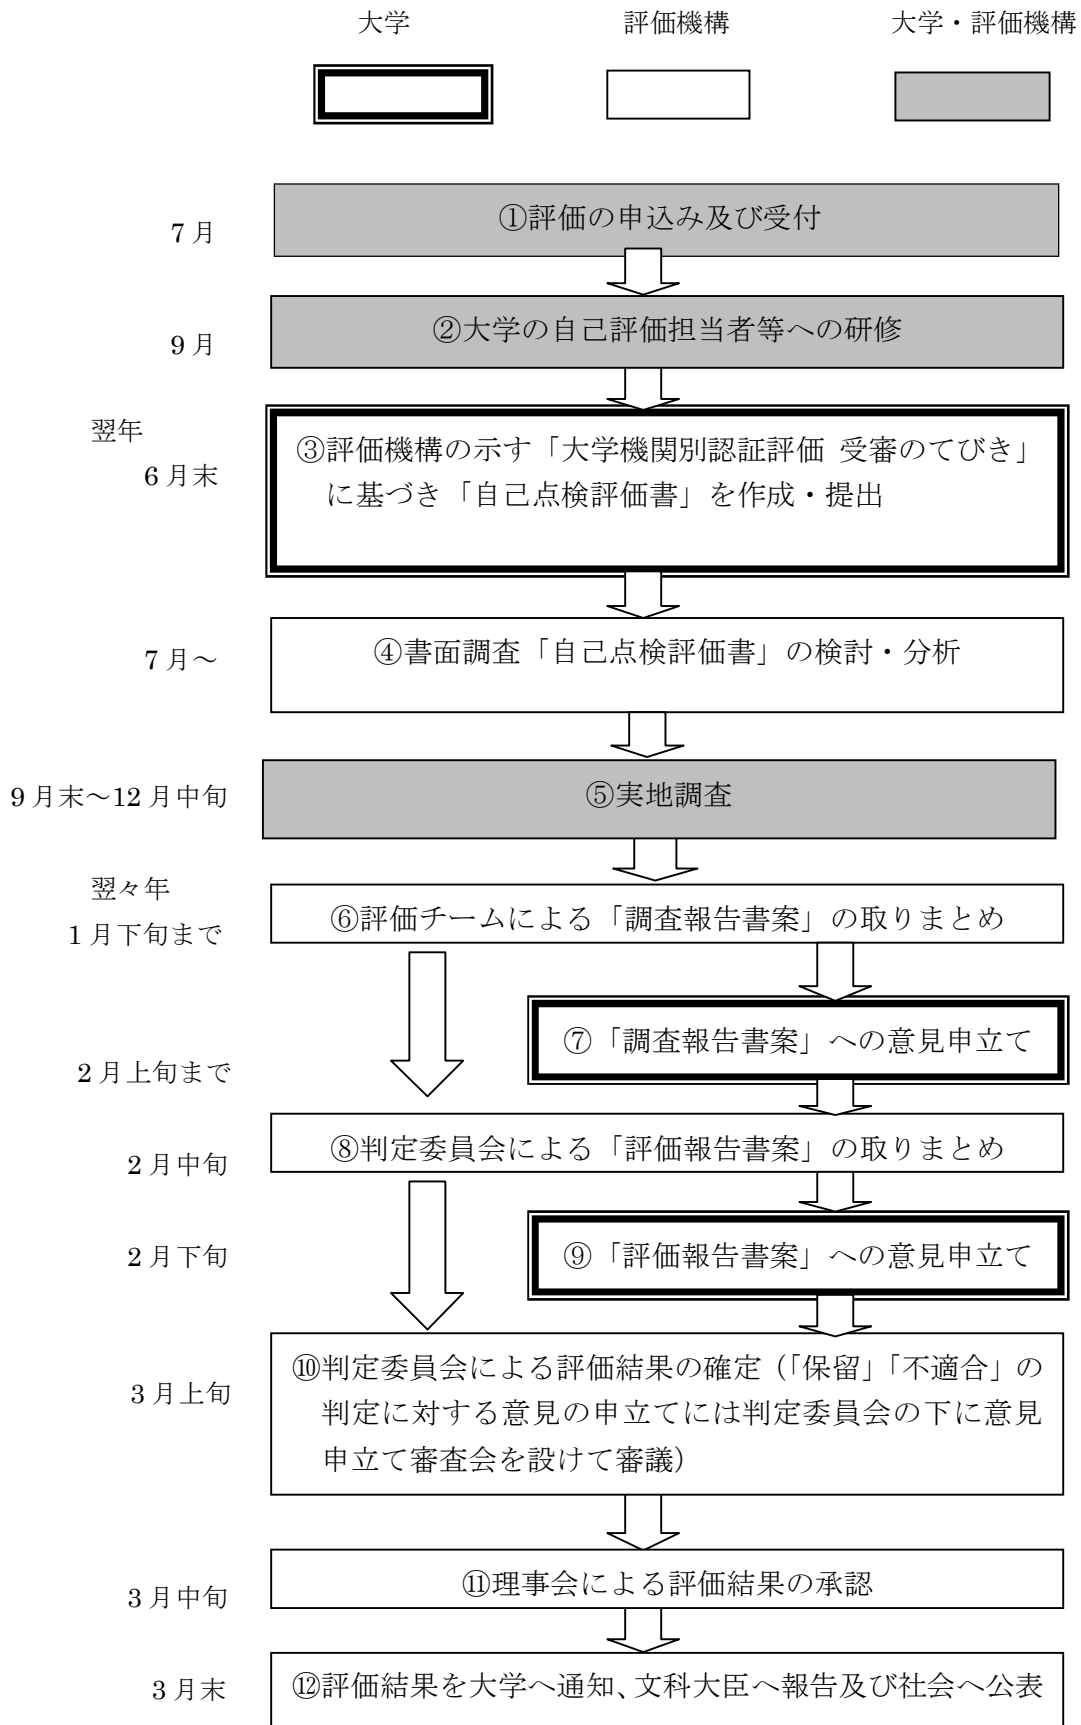 大学 評価機構 大学・評価機構
7月
①評価の申込み及び受付
9月
②大学の自己評価担当者等への研修
翌年
6月末
③評価機構の示す「大学機関別認証評価 受審のてびき」
に基づき「自己点検評価書」を作成・提出
7月～
④書面調査「自己点検評価書」の検討・分析
9月末～12月中旬
⑤実地調査
翌々年
1月下旬まで
⑥評価チームによる「調査報告書案」の取りまとめ
⑦「調査報告書案」への意見申立て
2月上旬まで
2月中旬
⑧判定委員会による「評価報告書案」の取りまとめ
2月下旬
⑨「評価報告書案」への意見申立て
3月上旬
⑩判定委員会による評価結果の確定（「保留」「不適合」の
判定に対する意見の申立てには判定委員会の下に意見
申立て審査会を設けて審議）
3月中旬
⑪理事会による評価結果の承認
3月末
⑫評価結果を大学へ通知、文科大臣へ報告及び社会へ公表